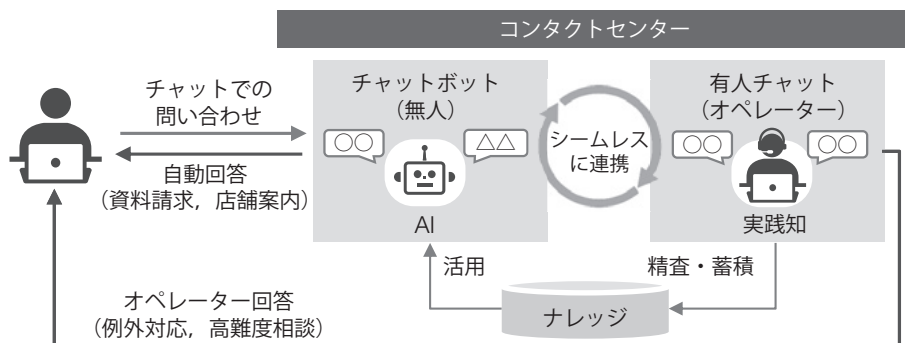 コンタクトセンター
チャットでの
問い合わせ
自動回答
(資料請求,店舗案内)
チャットボット
(無人)
○○
△△
AI
シームレス
に連携
有人チャット
(オペレーター)
○○
○○
実践知
活用
精査・蓄積
ナレッジ
オペレーター回答
(例外対応,高難度相談)